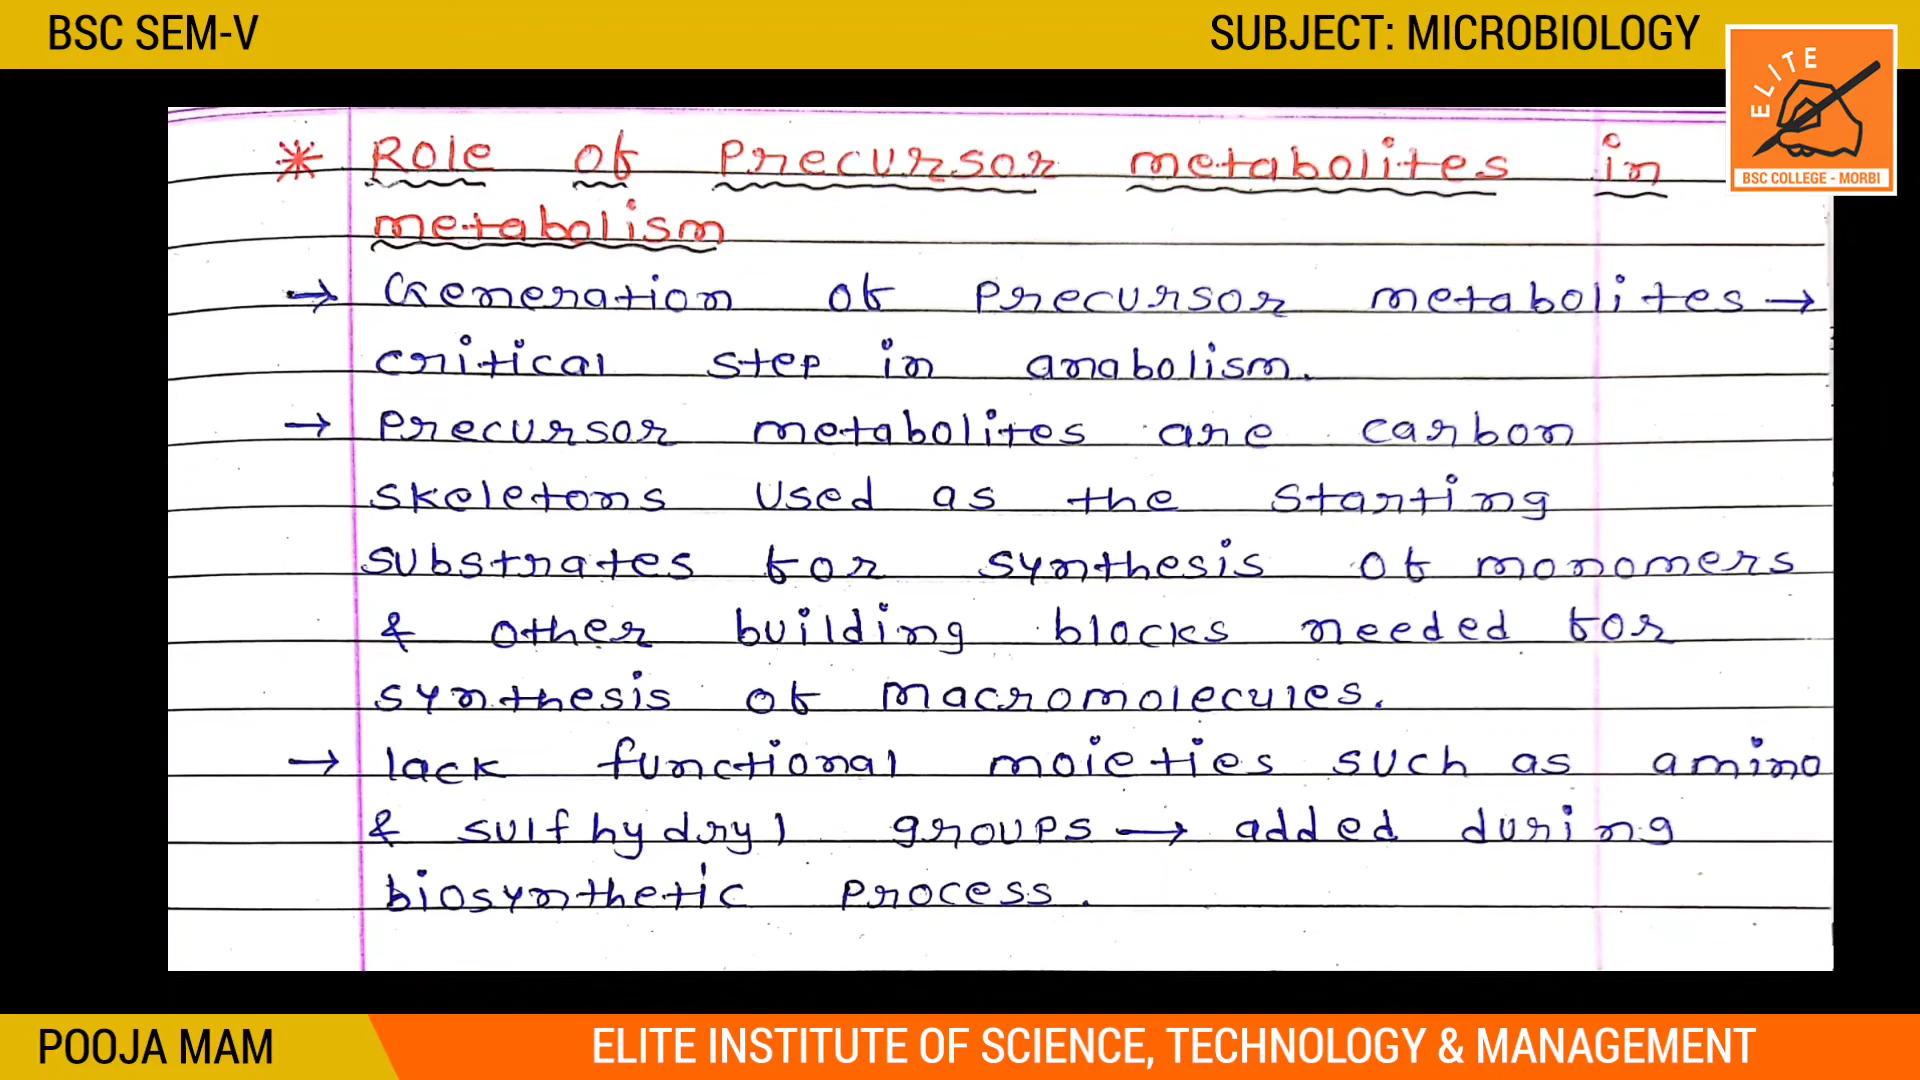 BSC SEM-V
SUBJECT: MICROBIOLOGY
ELITE
BSC COLLEGE - MORBI
* Role of Precursor metabolites in
metabolism
→ Generation of Precursor metabolites →
critical step in anabolism.
→ Precursor metabolites are carbon
skeletons used as the starting
substrates for synthesis of monomers
& other building blocks needed for
synthesis of macromolecules.
→ lack functional moieties such as amino
& sulfhydryl groups → added during
biosynthetic process.
POOJA MAM
ELITE INSTITUTE OF SCIENCE, TECHNOLOGY & MANAGEMENT